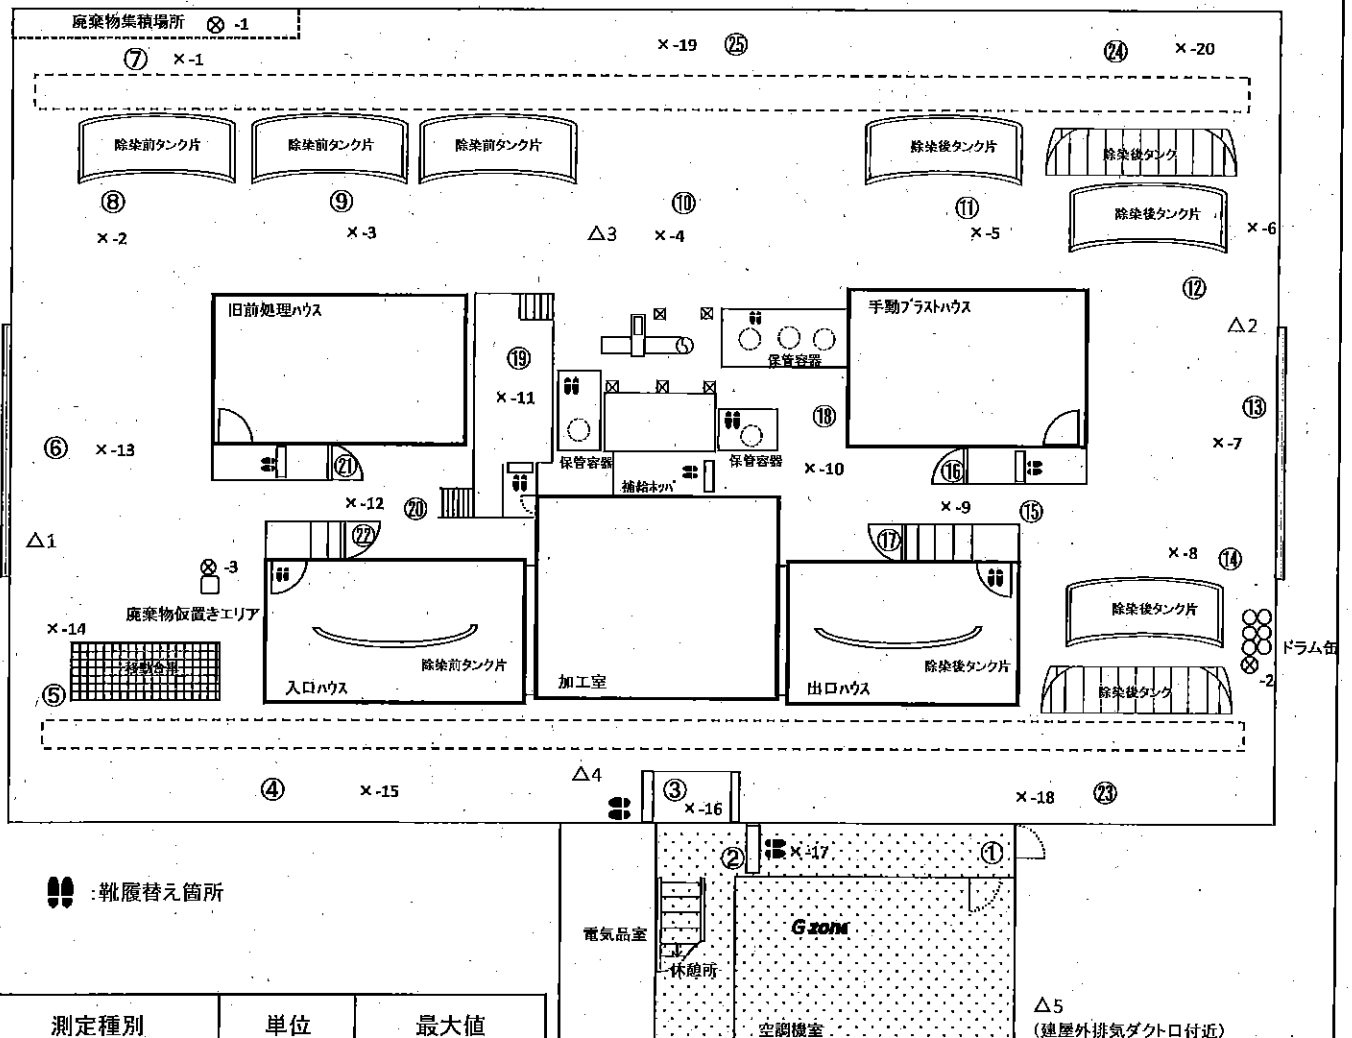 廃棄物集積場所 ⊗ -1
⑦ ×-1
×-19 ㉕
㉔ ×-20
除染前タンク片
除染前タンク片
除染前タンク片
除染後タンク片
除染後タンク
除染後タンク片
⑧
×-2
⑨
×-3
△3
⑩
×-4
⑪
×-5
×-6
⑫
△2
旧前処理ハウス
手動ブラストハウス
⑲
×-11
保管容器
⑱
⑬
×-7
⑥ ×-13
㉑
保管容器
保管容器
×-10
⑯
補給ホッパ
×-12
⑳
×-9
⑮
△1
㉒
⑰
×-8
⑭
⊗ -3
廃棄物仮置きエリア
除染後タンク片
×-14
移動台車
ドラム缶
⊗
-2
⑤
除染前タンク片
入口ハウス
加工室
除染後タンク片
出口ハウス
除染後タンク
④
×-15
△4
③
×-16
×-18
㉓
②
×-17
①
:靴履替え箇所
G zone
電気品室
休憩所
空調機室
△5
(建屋外排気ダクト口付近)
測定種別 単位 最大値